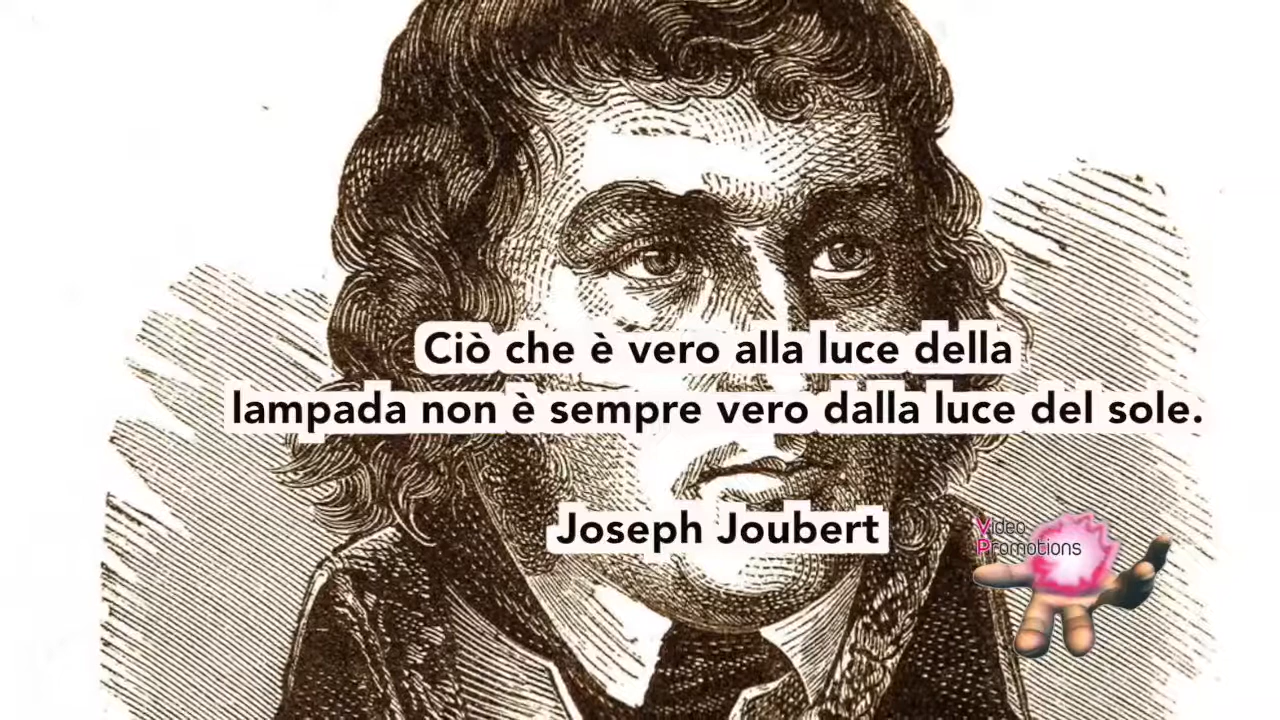 Ciò che è vero alla luce della
lampada non è sempre vero dalla luce del sole.
Joseph Joubert
Video
Promotions